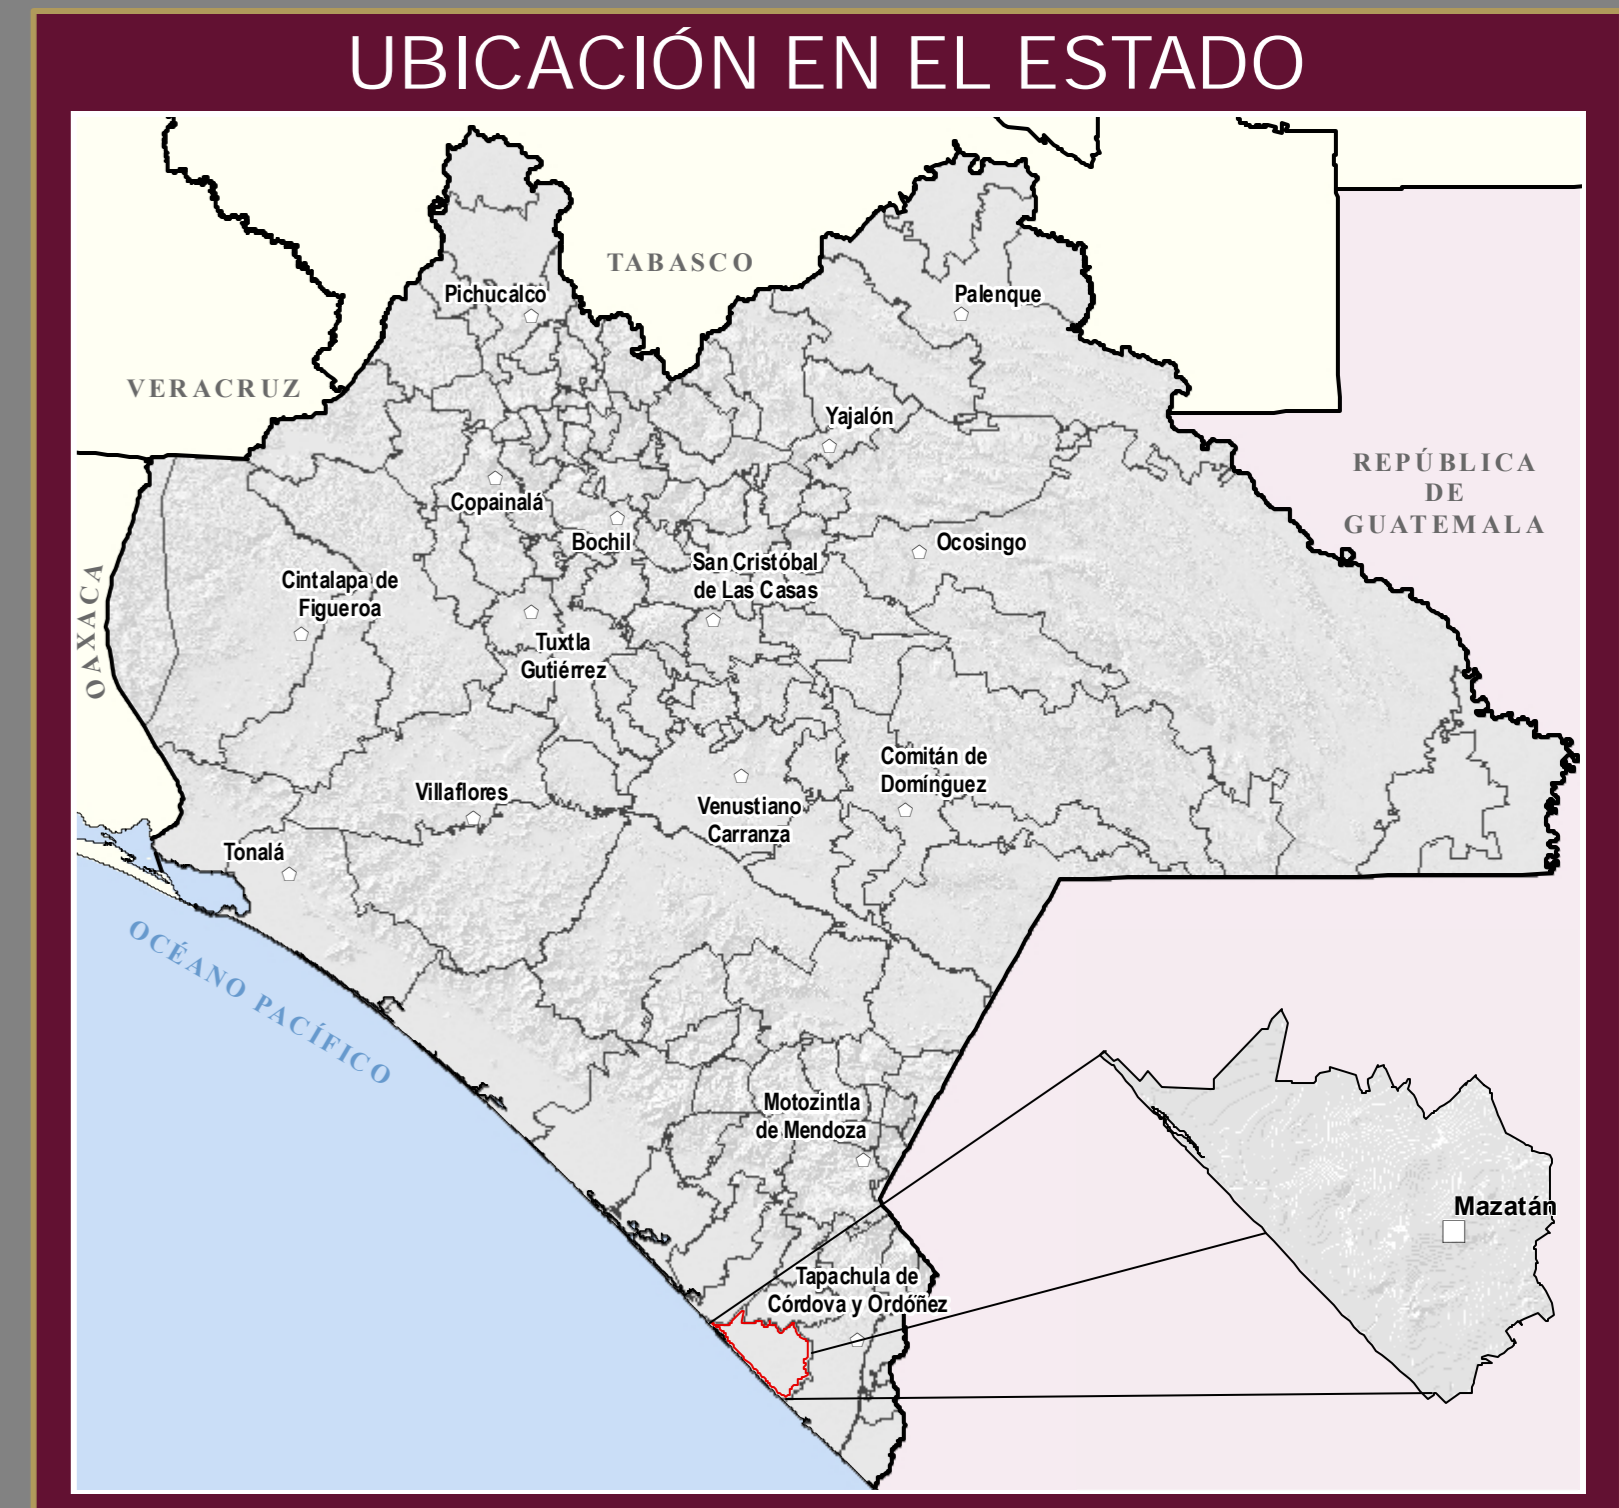 UBICACIÓN EN EL ESTADO
TABASCO
Pichucalco
Palenque
VERACRUZ
Yajalón
REPÚBLICA
DE
GUATEMALA
Copainalá
Bochil
Ocosingo
San Cristóbal
de Las Casas
OAXACA
Cintalapa de
Figueroa
Tuxtla
Gutiérrez
Comitán de
Domínguez
Villaflores
Venustiano
Carranza
Tonalá
OCÉANO PACÍFICO
Motozintla
de Mendoza
Mazatán
Tapachula de
Córdova y Ordóñez